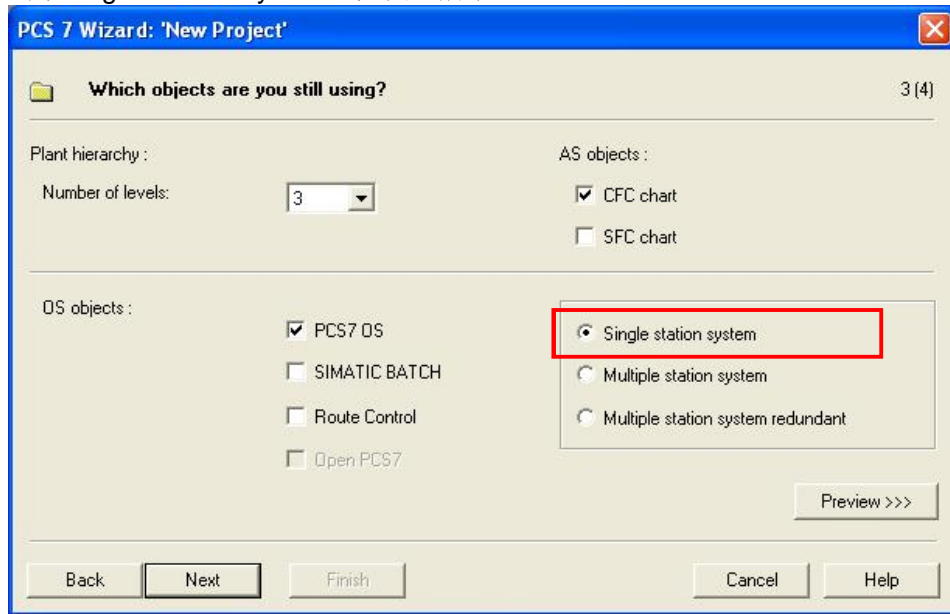 PCS 7 Wizard: 'New Project'
Which objects are you still using?
3 (4)
Plant hierarchy :
Number of levels:
3
AS objects :
CFC chart
SFC chart
OS objects :
PCS7 OS
SIMATIC BATCH
Route Control
Open PCS7
Single station system
Multiple station system
Multiple station system redundant
Preview >>>
Back
Next
Finish
Cancel
Help